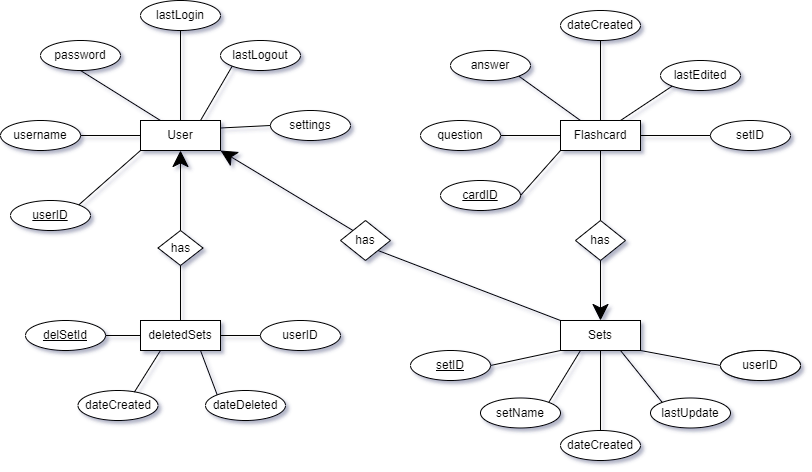 lastLogin
password
lastLogout
username
User
settings
userID
has
delSetId
deletedSets
userID
dateCreated
dateDeleted
has
dateCreated
answer
lastEdited
question
Flashcard
setID
cardID
has
Sets
setID
userID
setName
lastUpdate
dateCreated